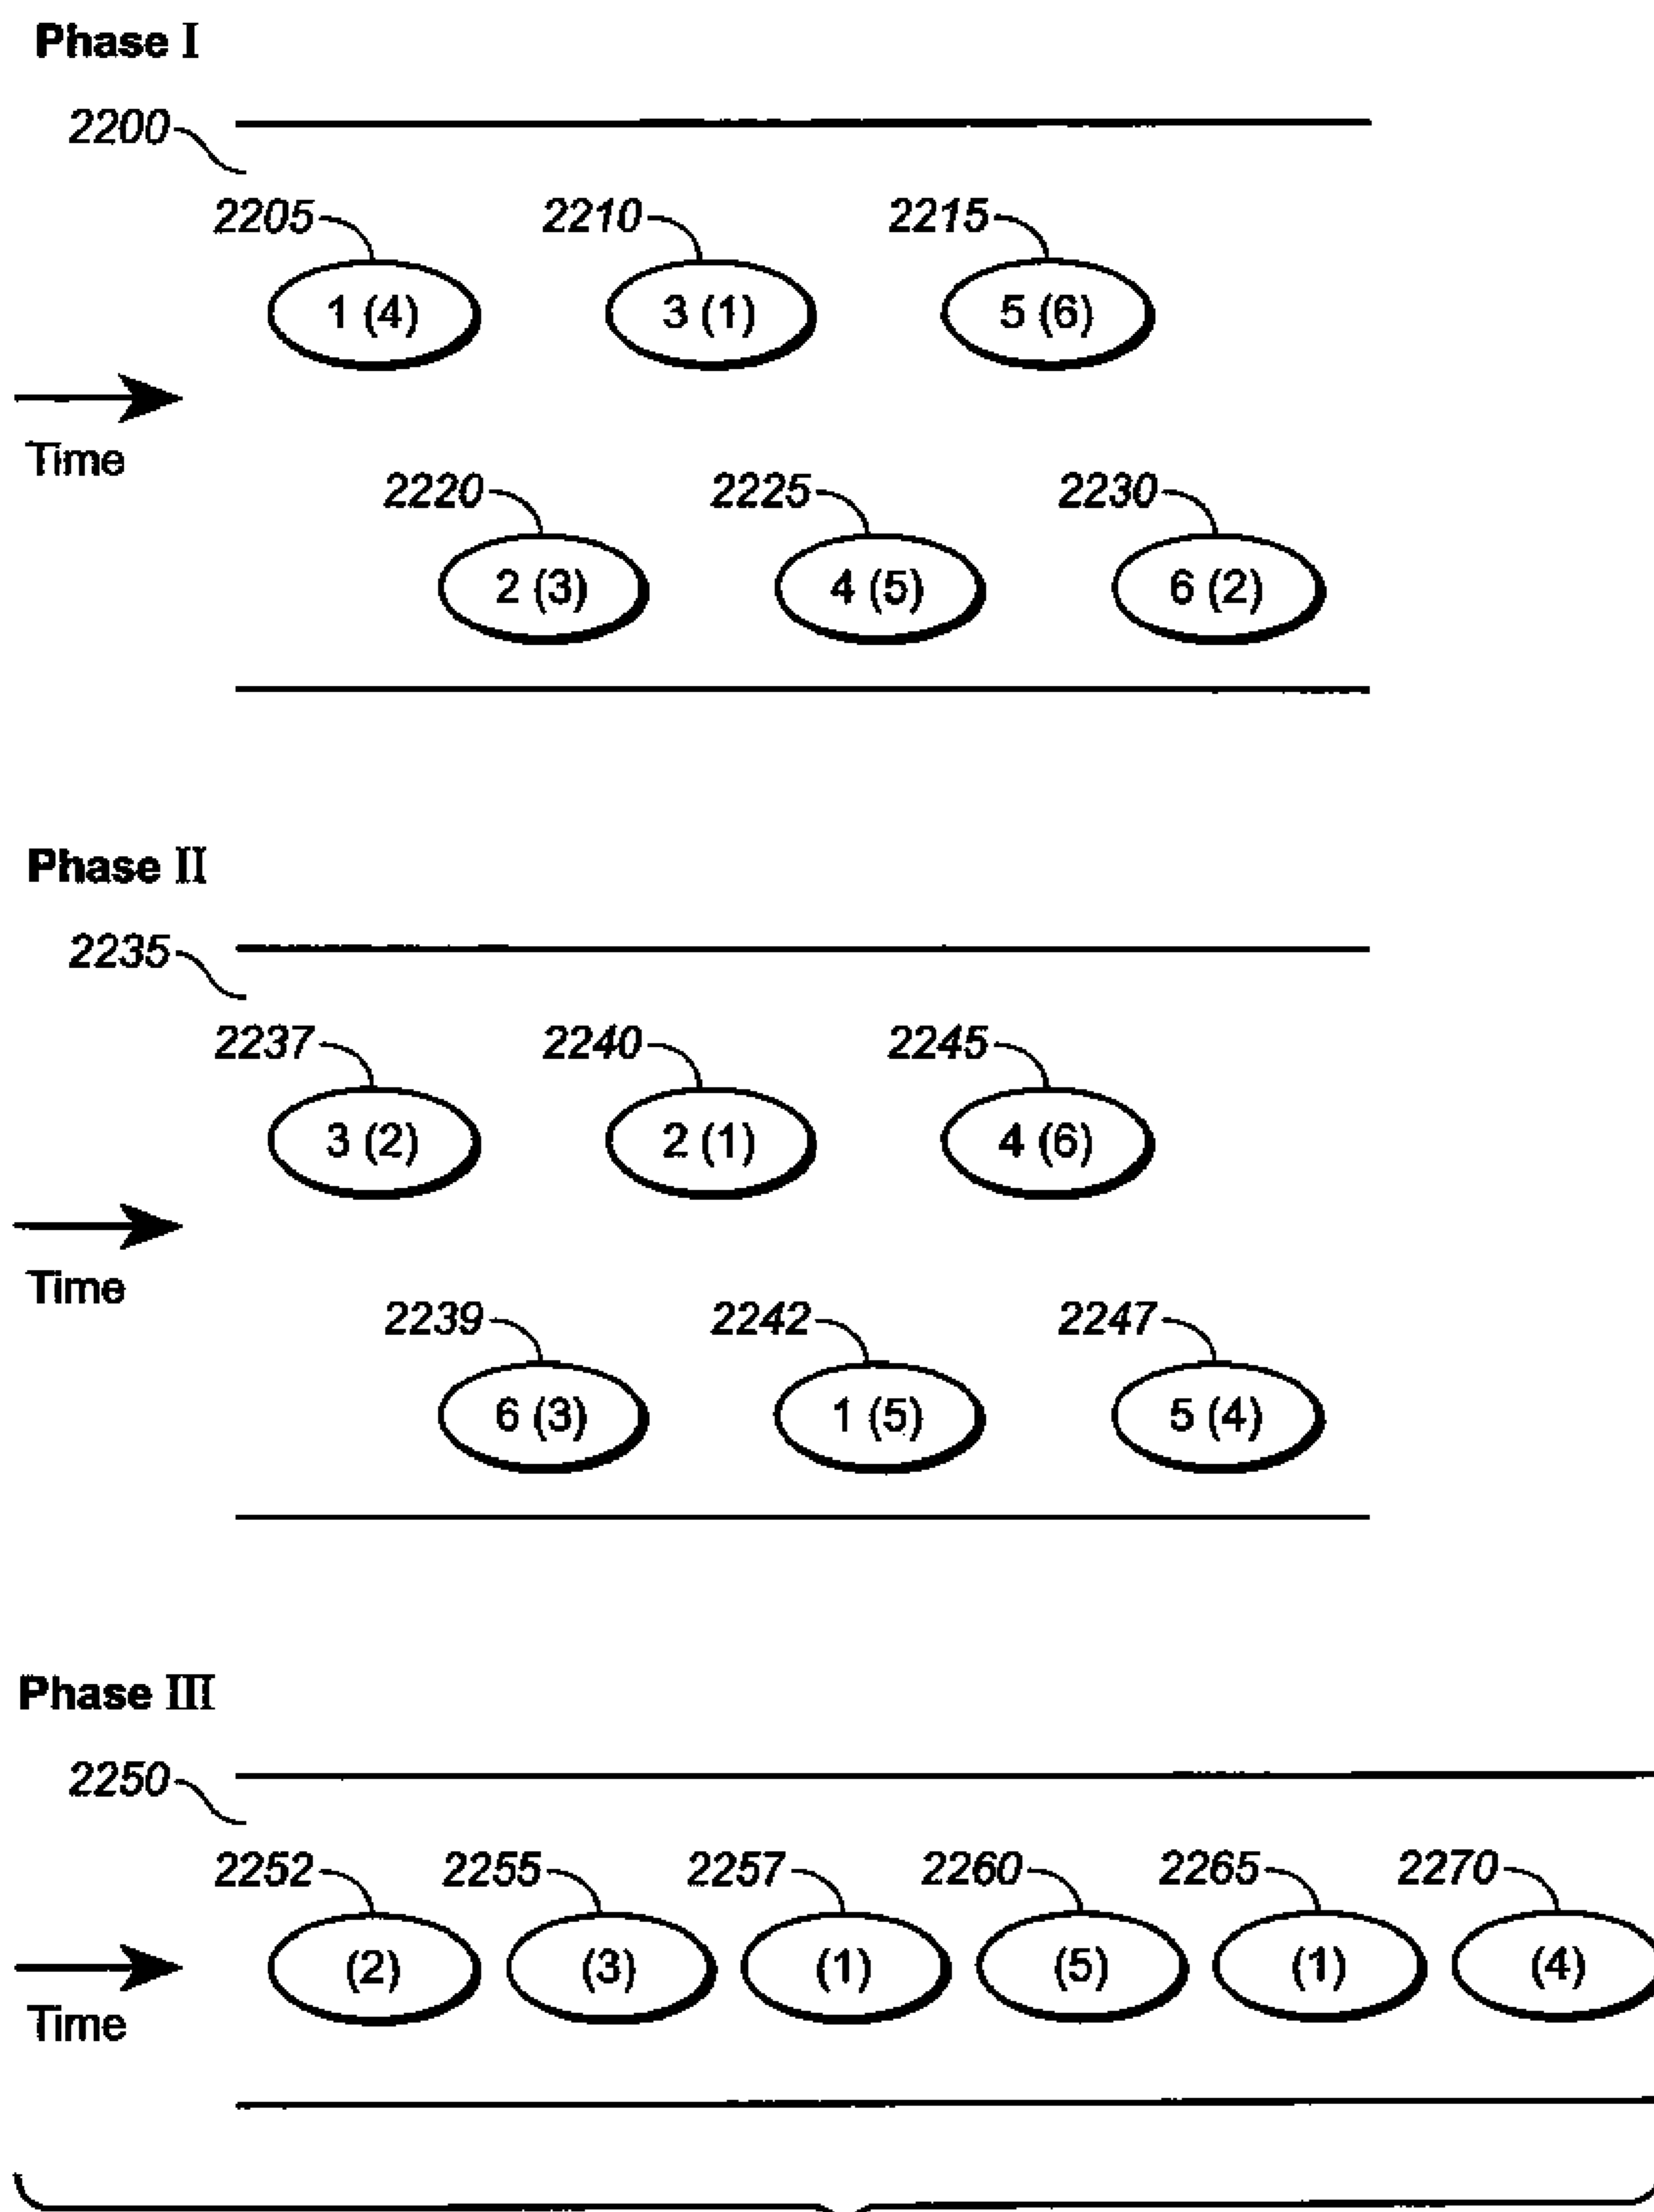 Phase I
2200
2205 2210 2215
1 (4) 3 (1) 5 (6)
Time
2220 2225 2230
2 (3) 4 (5) 6 (2)
Phase II
2235
2237 2240 2245
3 (2) 2 (1) 4 (6)
Time
2239 2242 2247
6 (3) 1 (5) 5 (4)
Phase III
2250
2252 2255 2257 2260 2265 2270
(2) (3) (1) (5) (1) (4)
Time